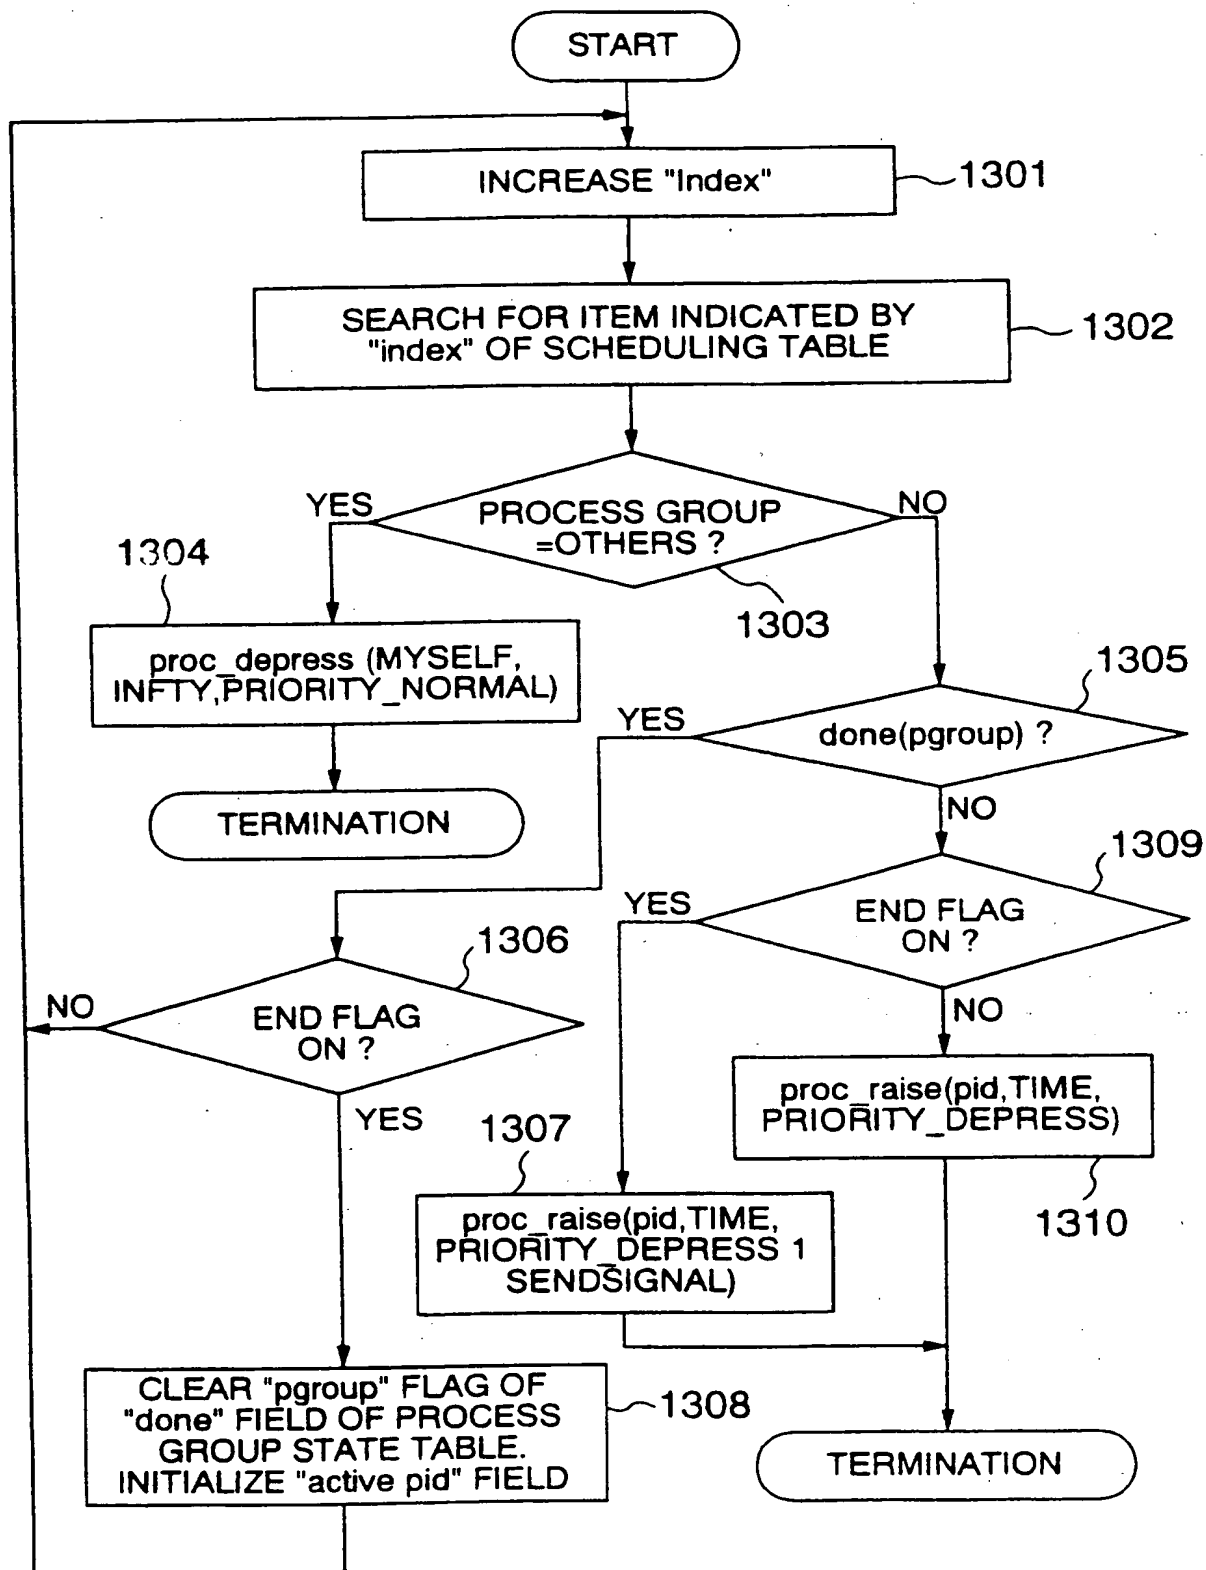 START
INCREASE "Index"
1301
SEARCH FOR ITEM INDICATED BY
"index" OF SCHEDULING TABLE
1302
YES
PROCESS GROUP
=OTHERS ?
NO
1303
1304
proc_depress (MYSELF,
INFTY,PRIORITY_NORMAL)
TERMINATION
1305
YES
done(pgroup) ?
NO
1309
YES
END FLAG
ON ?
NO
1306
NO
END FLAG
ON ?
YES
proc_raise(pid,TIME,
PRIORITY_DEPRESS)
1310
1307
proc_raise(pid,TIME,
PRIORITY_DEPRESS 1
SENDSIGNAL)
CLEAR "pgroup" FLAG OF
"done" FIELD OF PROCESS
GROUP STATE TABLE.
INITIALIZE "active pid" FIELD
1308
TERMINATION